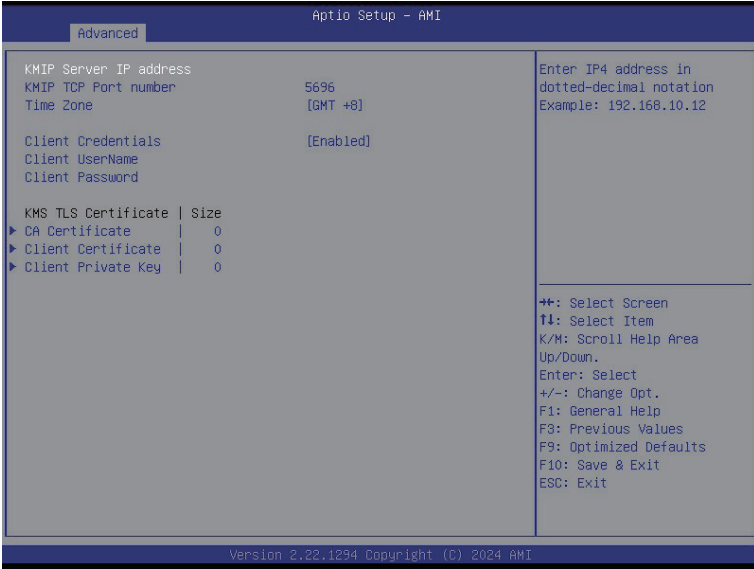 Aptio Setup – AMI
Advanced
KMIP Server IP address
KMIP TCP Port number 5696
Time Zone [GMT +8]
Client Credentials [Enabled]
Client UserName
Client Password
KMS TLS Certificate | Size
CA Certificate | 0
Client Certificate | 0
Client Private Key | 0
Enter IP4 address in
dotted-decimal notation
Example: 192.168.10.12
→←: Select Screen
↑↓: Select Item
K/M: Scroll Help Area
Up/Down.
Enter: Select
+/-: Change Opt.
F1: General Help
F3: Previous Values
F9: Optimized Defaults
F10: Save & Exit
ESC: Exit
Version 2.22.1294 Copyright (C) 2024 AMI